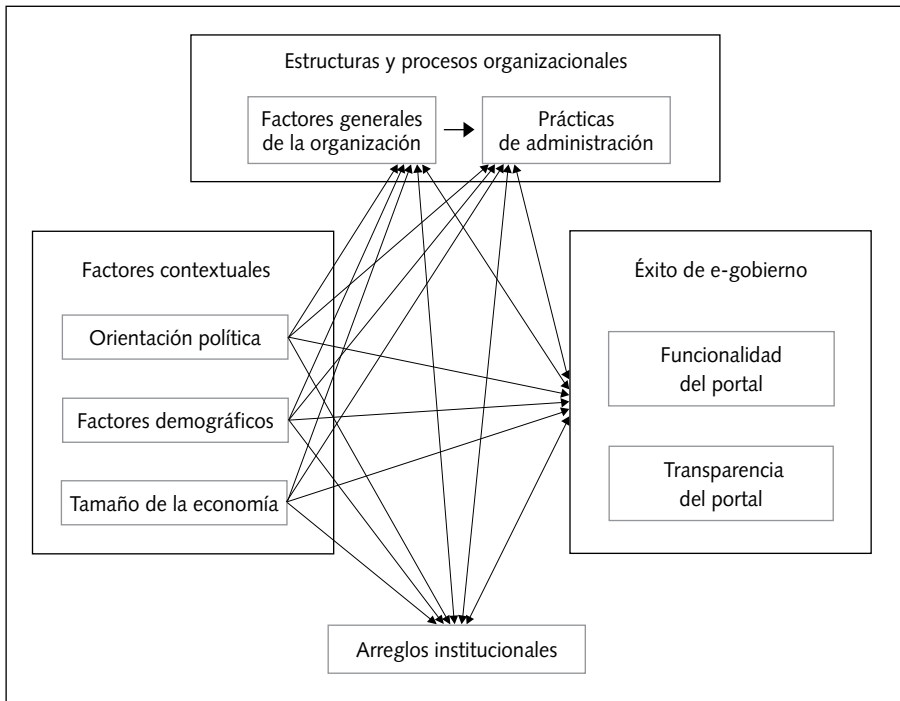 Estructuras y procesos organizacionales
Factores generales
de la organización
Prácticas
de administración
Factores contextuales
Orientación política
Factores demográficos
Tamaño de la economía
Éxito de e-gobierno
Funcionalidad
del portal
Transparencia
del portal
Arreglos institucionales